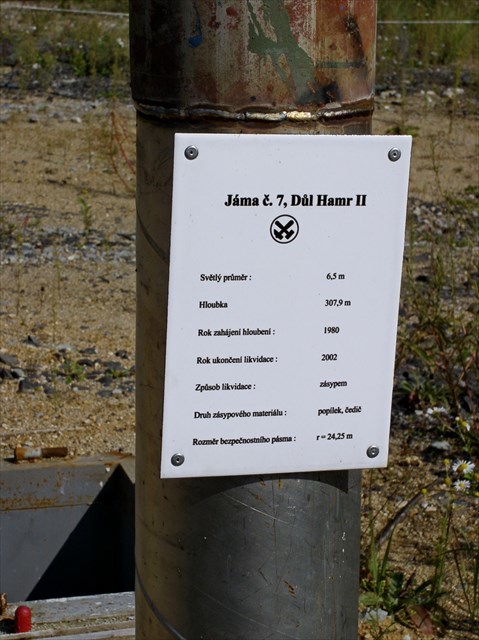 Jáma č. 7, Důl Hamr II
Světlý průměr : 6,5 m
Hloubka 307,9 m
Rok zahájení hloubení : 1980
Rok ukončení likvidace : 2002
Způsob likvidace : zásypem
Druh zásypového materiálu : popílek, čedič
Rozměr bezpečnostního pásma : r = 24,25 m